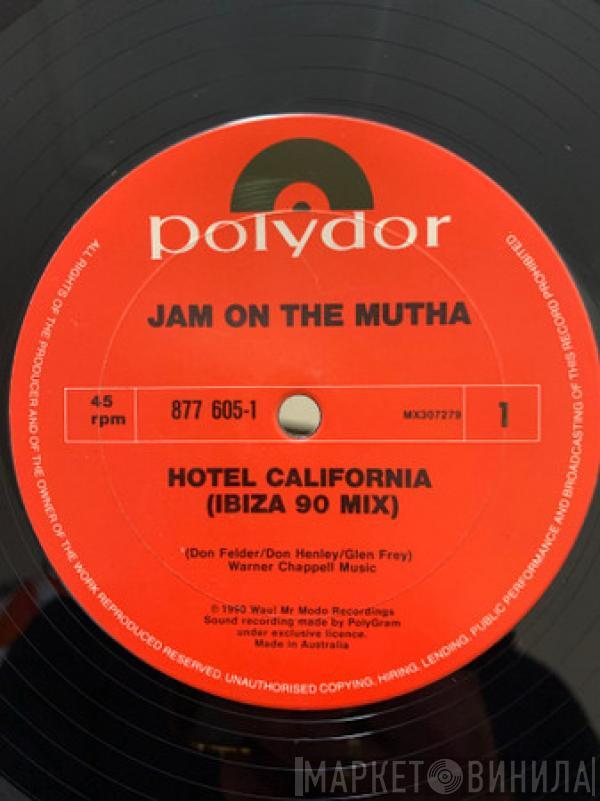 polydor
JAM ON THE MUTHA
45 rpm
877 605-1
MX307279
1
HOTEL CALIFORNIA
(IBIZA 90 MIX)
(Don Felder/Don Henley/Glen Frey)
Warner Chappell Music
℗ 1990 Wau! Mr Modo Recordings
Sound recording made by PolyGram
under exclusive licence.
Made in Australia
ALL RIGHTS OF THE PRODUCER AND OF THE OWNER OF THE WORK REPRODUCED RESERVED. UNAUTHORISED COPYING, HIRING, LENDING, PUBLIC PERFORMANCE AND BROADCASTING OF THIS RECORD PROHIBITED.
МАРКЕТ ВИНИЛА